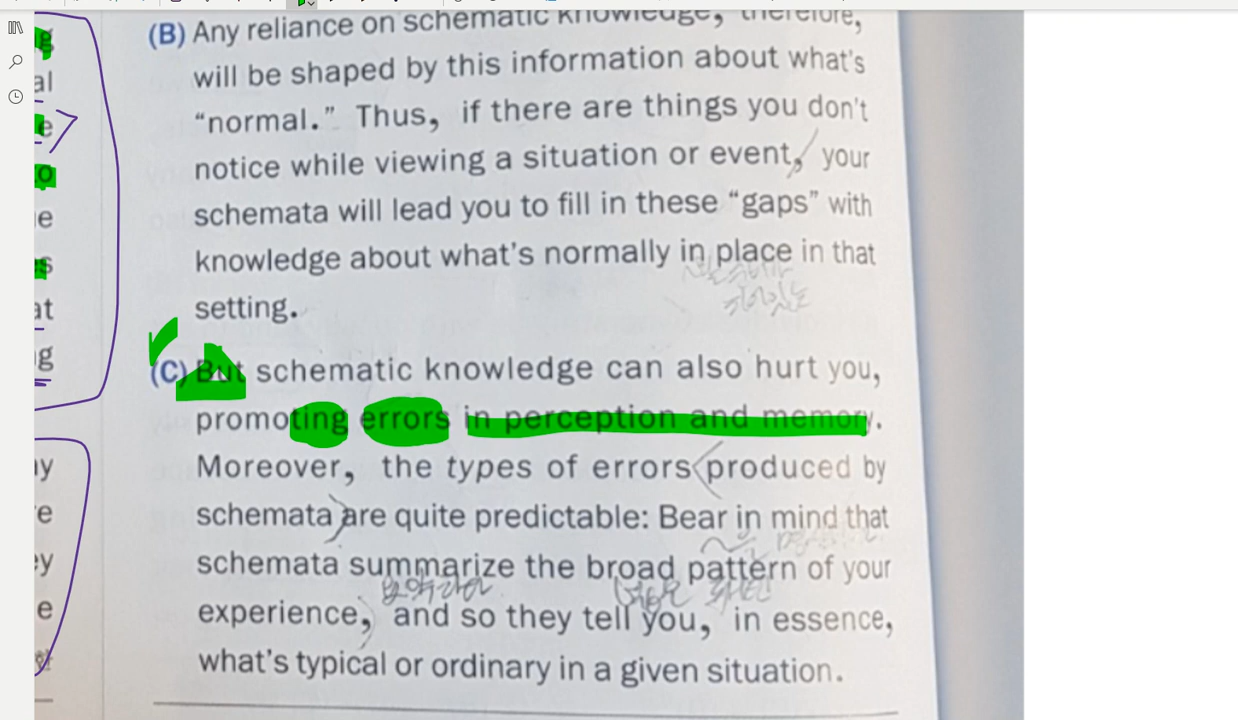 g
al
e
to
e
s
at
g
ay
e
ey
e
(B) Any reliance on schematic knowledge, therefore,
will be shaped by this information about what's
“normal.” Thus, if there are things you don't
notice while viewing a situation or event, your
schemata will lead you to fill in these “gaps” with
knowledge about what's normally in place in that
setting.
(C) But schematic knowledge can also hurt you,
promoting errors in perception and memory.
Moreover, the types of errors produced by
schemata are quite predictable: Bear in mind that
schemata summarize the broad pattern of your
experience, and so they tell you, in essence,
what's typical or ordinary in a given situation.